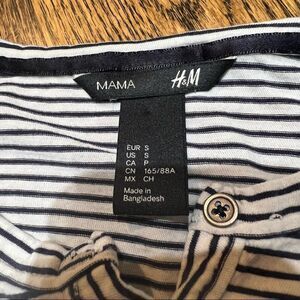 MAMA H&M
EUR S
US S
CA P
CN 165/88A
MX CH
Made in
Bangladesh